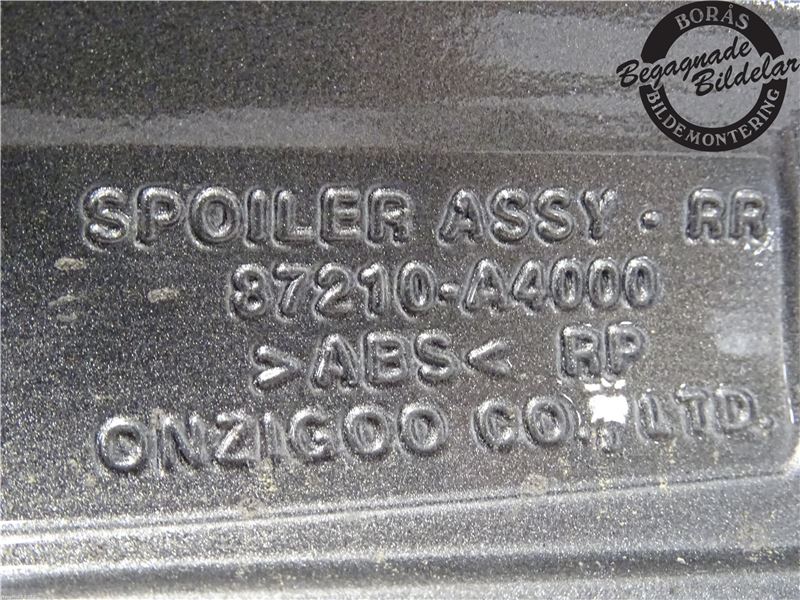 BORÅS
Begagnade
Bildelar
BILDEMONTERING
SPOILER ASSY - RR
87210-A4000
>ABS< RP
ONZIGOO CO., LTD.